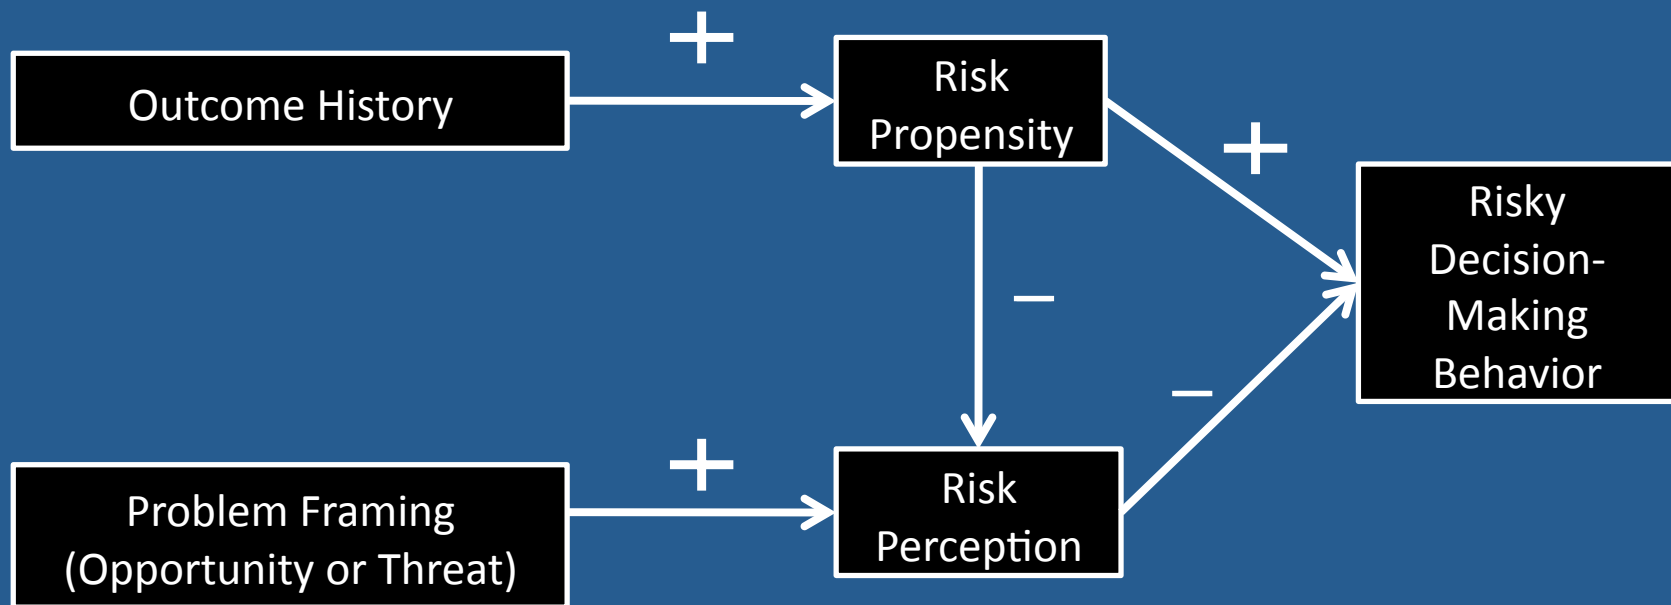 +
Outcome History
Risk
Propensity
+
Risky
Decision-
Making
Behavior
–
–
+
Problem Framing
(Opportunity or Threat)
Risk
Perception